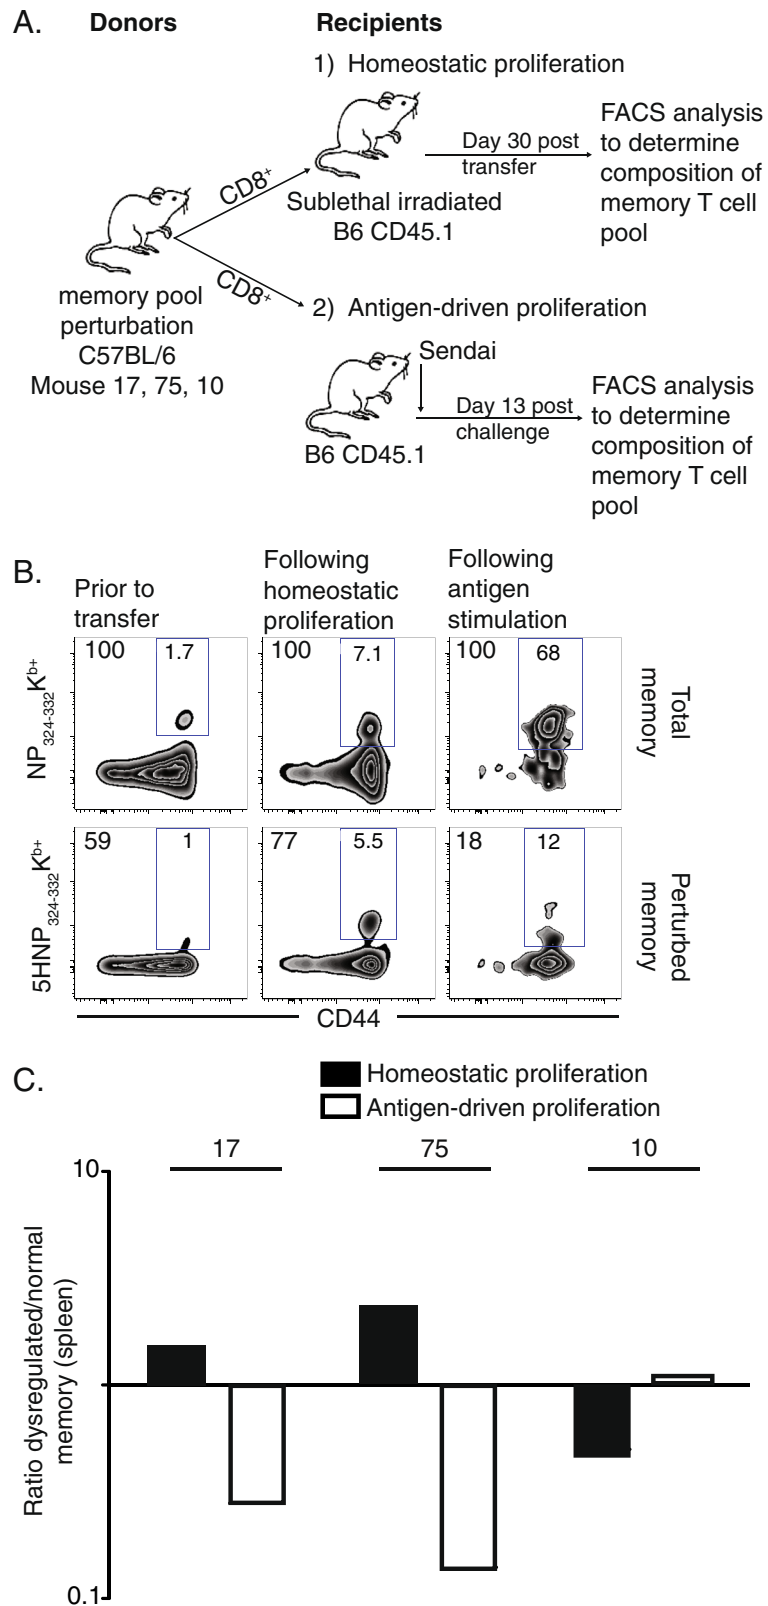 A.
Donors
Recipients
1) Homeostatic proliferation
CD8+
Day 30 post
transfer
FACS analysis
to determine
composition of
memory T cell
pool
Sublethal irradiated
B6 CD45.1
memory pool
perturbation
C57BL/6
Mouse 17, 75, 10
CD8+
2) Antigen-driven proliferation
Sendai
Day 13 post
challenge
B6 CD45.1
FACS analysis
to determine
composition of
memory T cell
pool
B.
Prior to
transfer
Following
homeostatic
proliferation
Following
antigen
stimulation
NP324-332Kb+
100
1.7
100
7.1
100
68
Total
memory
5HNP324-332Kb+
59
1
77
5.5
18
12
Perturbed
memory
CD44
C.
Homeostatic proliferation
Antigen-driven proliferation
17
75
10
10
Ratio dysregulated/normal
memory (spleen)
0.1